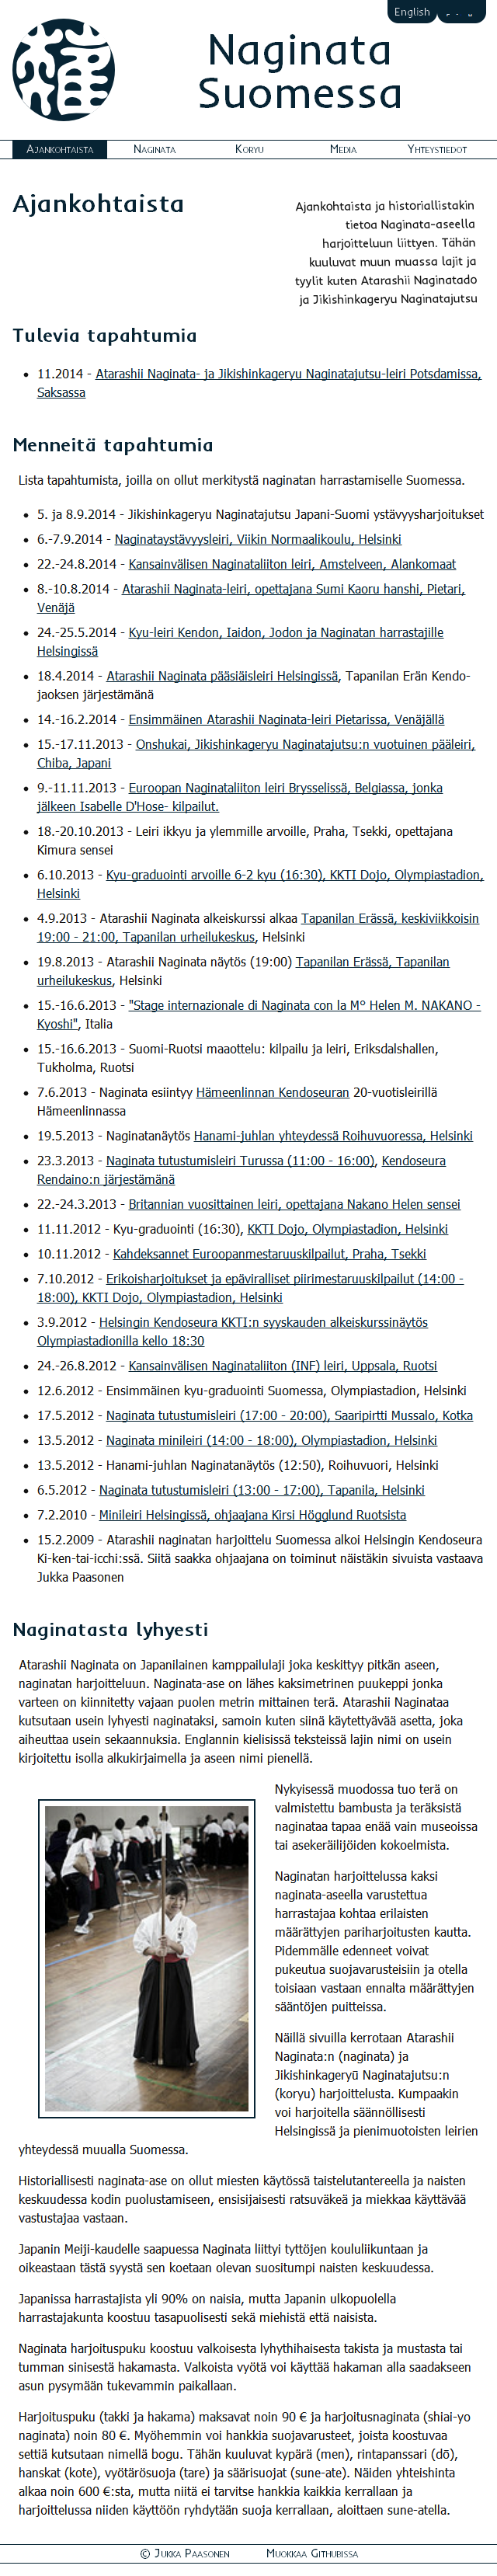 English
Naginata
Suomessa
Ajankohtaista Naginata Koryu Media Yhteystiedot
Ajankohtaista
Ajankohtaista ja historiallistakin
tietoa Naginata-aseella
harjoitteluun liittyen. Tähän
kuuluvat muun muassa lajit ja
tyylit kuten Atarashii Naginatado
ja Jikishinkageryu Naginatajutsu
Tulevia tapahtumia
• 11.2014 - Atarashii Naginata- ja Jikishinkageryu Naginatajutsu-leiri Potsdamissa,
Saksassa
Menneitä tapahtumia
Lista tapahtumista, joilla on ollut merkitystä naginatan harrastamiselle Suomessa.
• 5. ja 8.9.2014 - Jikishinkageryu Naginatajutsu Japani-Suomi ystävyysharjoitukset
• 6.-7.9.2014 - Naginataystävyysleiri, Viikin Normaalikoulu, Helsinki
• 22.-24.8.2014 - Kansainvälisen Naginataliiton leiri, Amstelveen, Alankomaat
• 8.-10.8.2014 - Atarashii Naginata-leiri, opettajana Sumi Kaoru hanshi, Pietari,
Venäjä
• 24.-25.5.2014 - Kyu-leiri Kendon, Iaidon, Jodon ja Naginatan harrastajille
Helsingissä
• 18.4.2014 - Atarashii Naginata pääsiäisleiri Helsingissä, Tapanilan Erän Kendo-
jaoksen järjestämänä
• 14.-16.2.2014 - Ensimmäinen Atarashii Naginata-leiri Pietarissa, Venäjällä
• 15.-17.11.2013 - Onshukai, Jikishinkageryu Naginatajutsu:n vuotuinen pääleiri,
Chiba, Japani
• 9.-11.11.2013 - Euroopan Naginataliiton leiri Brysselissä, Belgiassa, jonka
jälkeen Isabelle D'Hose- kilpailut.
• 18.-20.10.2013 - Leiri ikkyu ja ylemmille arvoille, Praha, Tsekki, opettajana
Kimura sensei
• 6.10.2013 - Kyu-graduointi arvoille 6-2 kyu (16:30), KKTI Dojo, Olympiastadion,
Helsinki
• 4.9.2013 - Atarashii Naginata alkeiskurssi alkaa Tapanilan Erässä, keskiviikkoisin
19:00 - 21:00, Tapanilan urheilukeskus, Helsinki
• 19.8.2013 - Atarashii Naginata näytös (19:00) Tapanilan Erässä, Tapanilan
urheilukeskus, Helsinki
• 15.-16.6.2013 - "Stage internazionale di Naginata con la M° Helen M. NAKANO -
Kyoshi", Italia
• 15.-16.6.2013 - Suomi-Ruotsi maaottelu: kilpailu ja leiri, Eriksdalshallen,
Tukholma, Ruotsi
• 7.6.2013 - Naginata esiintyy Hämeenlinnan Kendoseuran 20-vuotisleirillä
Hämeenlinnassa
• 19.5.2013 - Naginatanäytös Hanami-juhlan yhteydessä Roihuvuoressa, Helsinki
• 23.3.2013 - Naginata tutustumisleiri Turussa (11:00 - 16:00), Kendoseura
Rendaino:n järjestämänä
• 22.-24.3.2013 - Britannian vuosittainen leiri, opettajana Nakano Helen sensei
• 11.11.2012 - Kyu-graduointi (16:30), KKTI Dojo, Olympiastadion, Helsinki
• 10.11.2012 - Kahdeksannet Euroopanmestaruuskilpailut, Praha, Tsekki
• 7.10.2012 - Erikoisharjoitukset ja epäviralliset piirimestaruuskilpailut (14:00 -
18:00), KKTI Dojo, Olympiastadion, Helsinki
• 3.9.2012 - Helsingin Kendoseura KKTI:n syyskauden alkeiskurssinäytös
Olympiastadionilla kello 18:30
• 24.-26.8.2012 - Kansainvälisen Naginataliiton (INF) leiri, Uppsala, Ruotsi
• 12.6.2012 - Ensimmäinen kyu-graduointi Suomessa, Olympiastadion, Helsinki
• 17.5.2012 - Naginata tutustumisleiri (17:00 - 20:00), Saaripirtti Mussalo, Kotka
• 13.5.2012 - Naginata minileiri (14:00 - 18:00), Olympiastadion, Helsinki
• 13.5.2012 - Hanami-juhlan Naginatanäytös (12:50), Roihuvuori, Helsinki
• 6.5.2012 - Naginata tutustumisleiri (13:00 - 17:00), Tapanila, Helsinki
• 7.2.2010 - Minileiri Helsingissä, ohjaajana Kirsi Högglund Ruotsista
• 15.2.2009 - Atarashii naginatan harjoittelu Suomessa alkoi Helsingin Kendoseura
Ki-ken-tai-icchi:ssä. Siitä saakka ohjaajana on toiminut näistäkin sivuista vastaava
Jukka Paasonen
Naginatasta lyhyesti
Atarashii Naginata on Japanilainen kamppailulaji joka keskittyy pitkän aseen,
naginatan harjoitteluun. Naginata-ase on lähes kaksimetrinen puukeppi jonka
varteen on kiinnitetty vajaan puolen metrin mittainen terä. Atarashii Naginataa
kutsutaan usein lyhyesti naginataksi, samoin kuten siinä käytettyävää asetta, joka
aiheuttaa usein sekaannuksia. Englannin kielisissä teksteissä lajin nimi on usein
kirjoitettu isolla alkukirjaimella ja aseen nimi pienellä.
Nykyisessä muodossa tuo terä on
valmistettu bambusta ja teräksistä
naginataa tapaa enää vain museoissa
tai asekeräilijöiden kokoelmista.
Naginatan harjoittelussa kaksi
naginata-aseella varustettua
harrastajaa kohtaa erilaisten
määrättyjen pariharjoitusten kautta.
Pidemmälle edenneet voivat
pukeutua suojavarusteisiin ja otella
toisiaan vastaan ennalta määrättyjen
sääntöjen puitteissa.
Näillä sivuilla kerrotaan Atarashii
Naginata:n (naginata) ja
Jikishinkageryū Naginatajutsu:n
(koryu) harjoittelusta. Kumpaakin
voi harjoitella säännöllisesti
Helsingissä ja pienimuotoisten leirien
yhteydessä muualla Suomessa.
Historiallisesti naginata-ase on ollut miesten käytössä taistelutantereella ja naisten
keskuudessa kodin puolustamiseen, ensisijaisesti ratsuväkeä ja miekkaa käyttävää
vastustajaa vastaan.
Japanin Meiji-kaudelle saapuessa Naginata liittyi tyttöjen koululiikuntaan ja
oikeastaan tästä syystä sen koetaan olevan suositumpi naisten keskuudessa.
Japanissa harrastajista yli 90% on naisia, mutta Japanin ulkopuolella
harrastajakunta koostuu tasapuolisesti sekä miehistä että naisista.
Naginata harjoituspuku koostuu valkoisesta lyhythihaisesta takista ja mustasta tai
tumman sinisestä hakamasta. Valkoista vyötä voi käyttää hakaman alla saadakseen
asun pysymään tukevammin paikallaan.
Harjoituspuku (takki ja hakama) maksavat noin 90 € ja harjoitusnaginata (shiai-yo
naginata) noin 80 €. Myöhemmin voi hankkia suojavarusteet, joista koostuvaa
settiä kutsutaan nimellä bogu. Tähän kuuluvat kypärä (men), rintapanssari (dō),
hanskat (kote), vyötärösuoja (tare) ja säärisuojat (sune-ate). Näiden yhteishinta
alkaa noin 600 €:sta, mutta niitä ei tarvitse hankkia kaikkia kerrallaan ja
harjoittelussa niiden käyttöön ryhdytään suoja kerrallaan, aloittaen sune-atella.
© Jukka Paasonen Muokkaa Githubissa